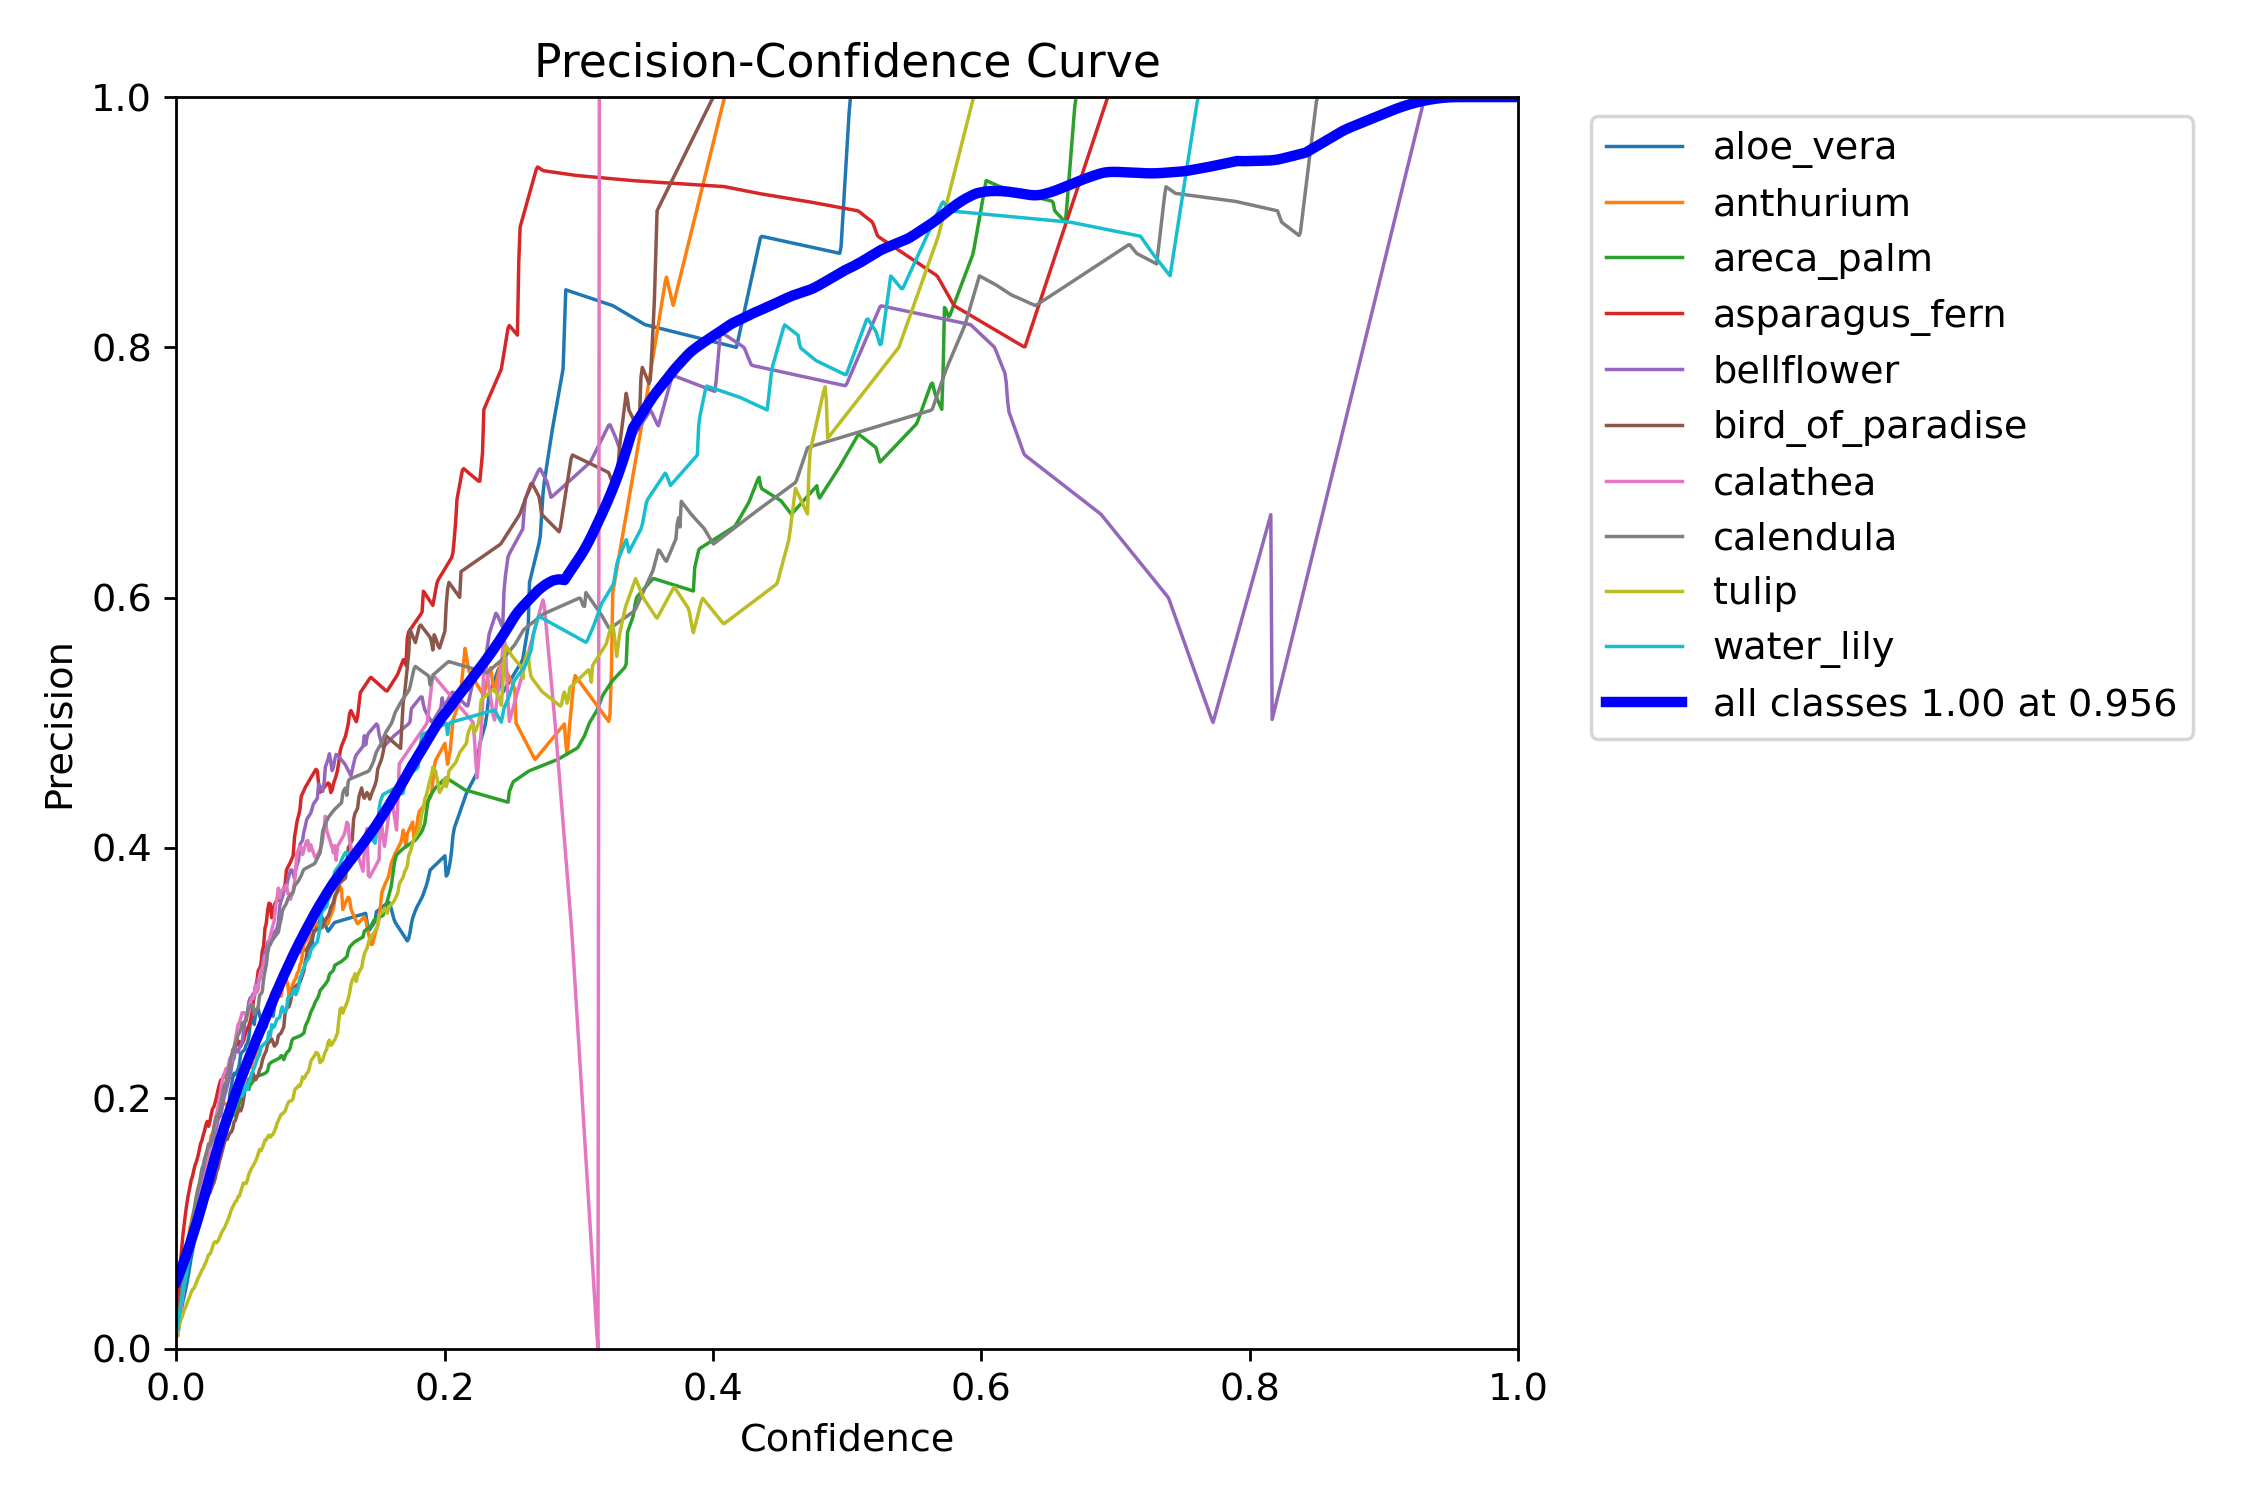 Precision-Confidence Curve
1.0
0.8
0.6
0.4
0.2
0.0
Precision
0.0 0.2 0.4 0.6 0.8 1.0
Confidence
aloe_vera
anthurium
areca_palm
asparagus_fern
bellflower
bird_of_paradise
calathea
calendula
tulip
water_lily
all classes 1.00 at 0.956